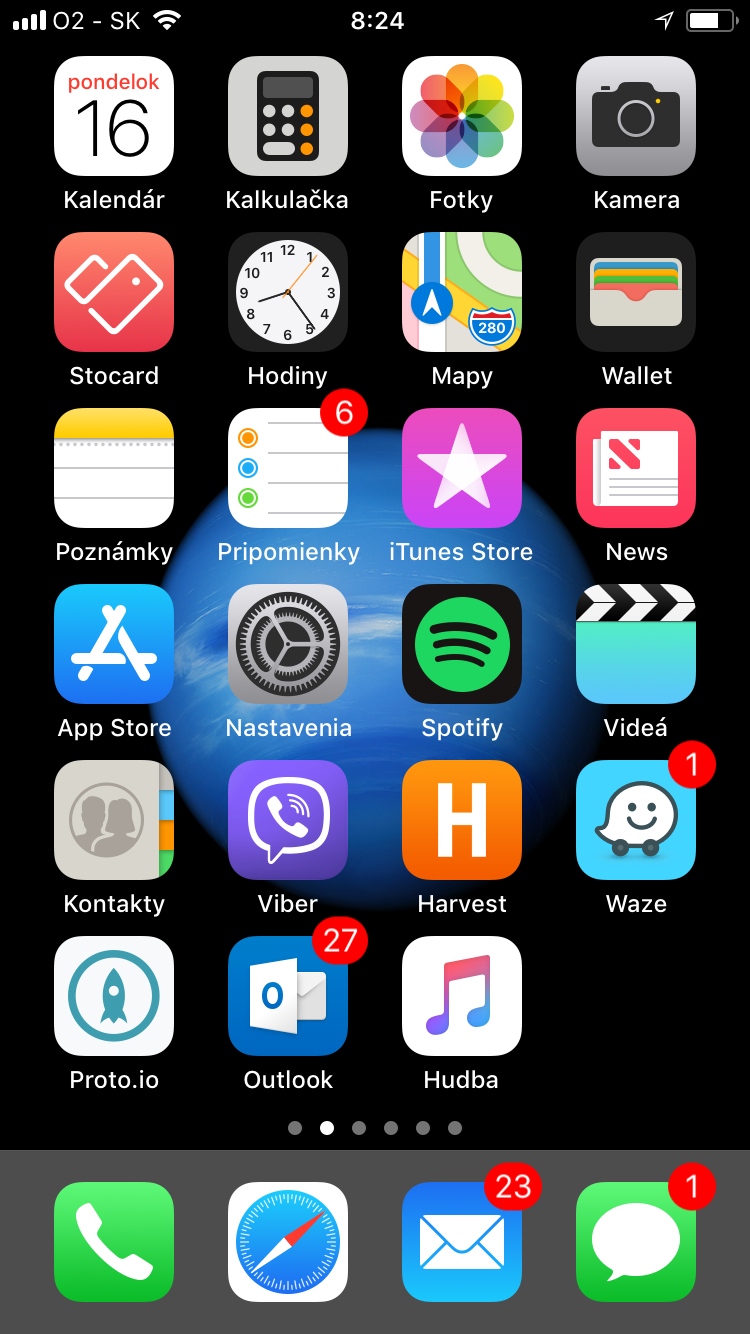 O2 - SK 8:24
pondelok
16
Kalendár Kalkulačka Fotky Kamera
12
11 1
10 2
9 3
8 4
7 5
6
280
Stocard Hodiny Mapy Wallet
6
Poznámky Pripomienky iTunes Store News
App Store Nastavenia Spotify Videá
1
H
Kontakty Viber Harvest Waze
27
O
Proto.io Outlook Hudba
23 1